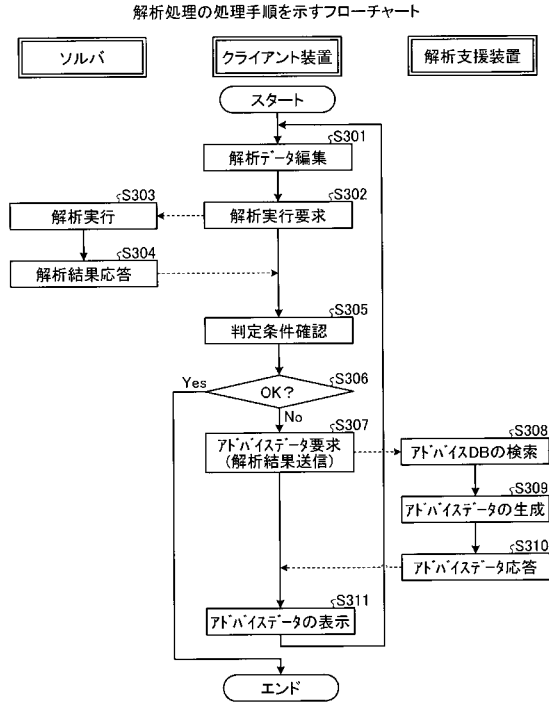 解析処理の処理手順を示すフローチャート
ソルバ
クライアント装置
解析支援装置
スタート
S301
解析データ編集
S303
解析実行
S302
解析実行要求
S304
解析結果応答
S305
判定条件確認
S306
Yes
OK?
No
S307
アドバイスデータ要求
(解析結果送信)
S308
アドバイスDBの検索
S309
アドバイスデータの生成
S310
アドバイスデータ応答
S311
アドバイスデータの表示
エンド